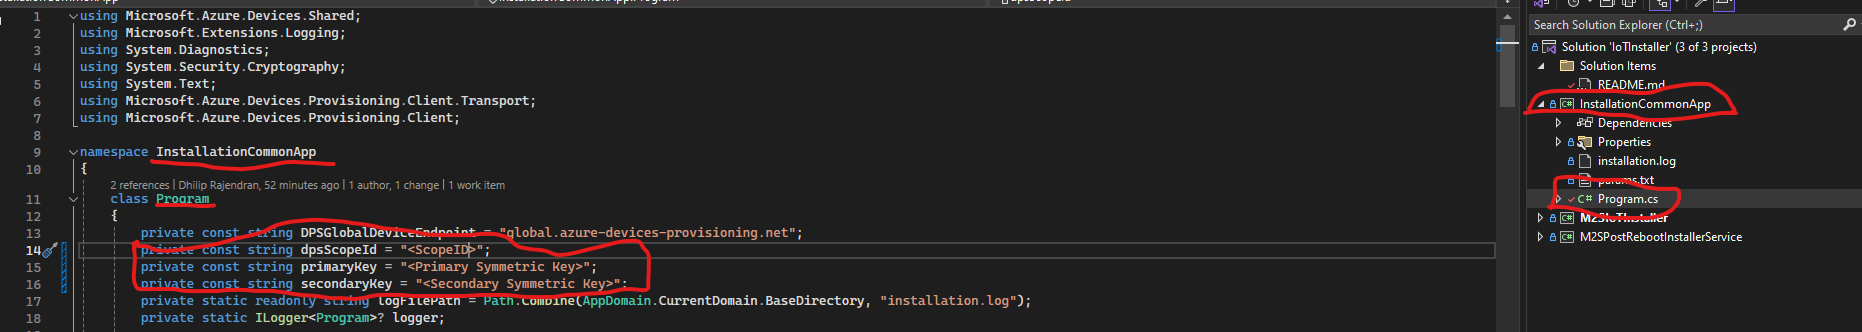 1 using Microsoft.Azure.Devices.Shared;
2 using Microsoft.Extensions.Logging;
3 using System.Diagnostics;
4 using System.Security.Cryptography;
5 using System.Text;
6 using Microsoft.Azure.Devices.Provisioning.Client.Transport;
7 using Microsoft.Azure.Devices.Provisioning.Client;
8
9 namespace InstallationCommonApp
10 {
2 references | Dhilip Rajendran, 52 minutes ago | 1 author, 1 change | 1 work item
11 class Program
12 {
13 private const string DPSGlobalDeviceEndpoint = "global.azure-devices-provisioning.net";
14 private const string dpsScopeId = "<ScopeID>";
15 private const string primaryKey = "<Primary Symmetric Key>";
16 private const string secondaryKey = "<Secondary Symmetric Key>";
17 private static readonly string logFilePath = Path.Combine(AppDomain.CurrentDomain.BaseDirectory, "installation.log");
18 private static ILogger<Program>? logger;
Search Solution Explorer (Ctrl+;)
Solution 'IoTInstaller' (3 of 3 projects)
Solution Items
README.md
InstallationCommonApp
Dependencies
Properties
installation.log
params.txt
Program.cs
M2SIoTInstaller
M2SPostRebootInstallerService